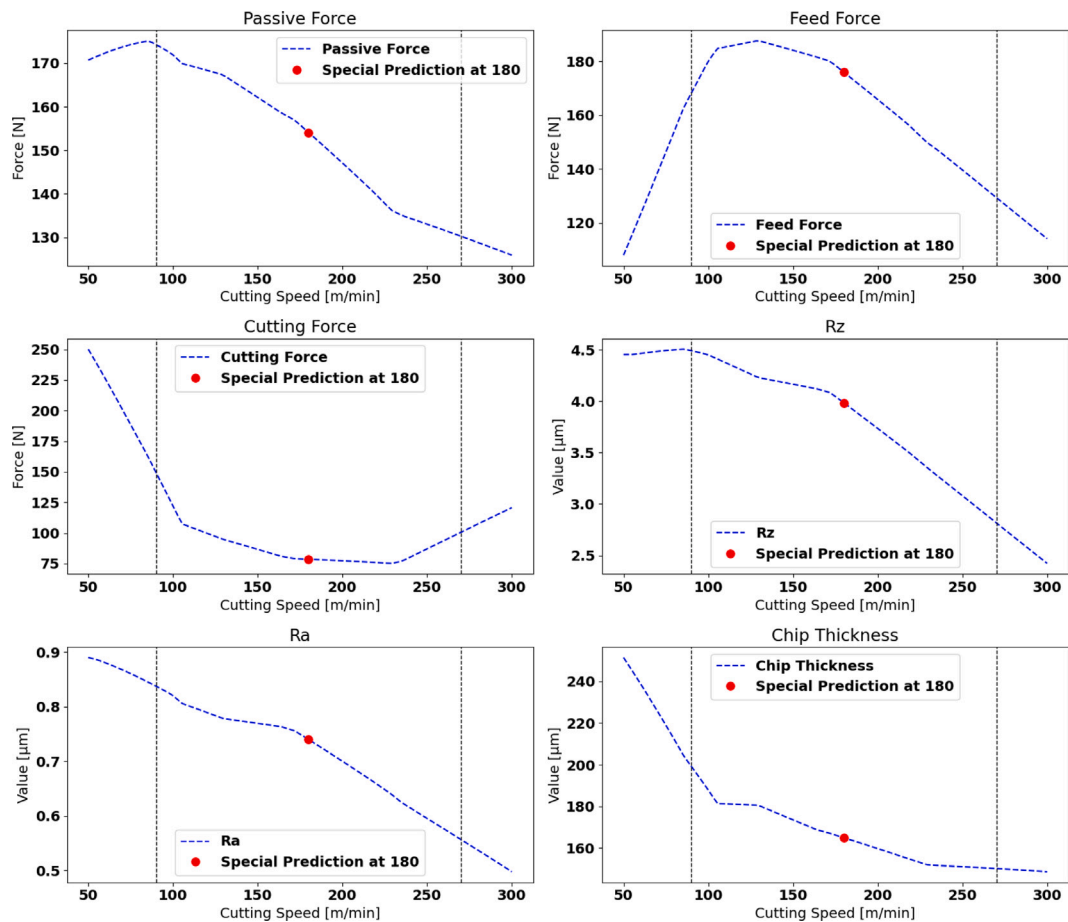 Passive Force
Force [N]
170
160
150
140
130
Passive Force
Special Prediction at 180
50 100 150 200 250 300
Cutting Speed [m/min]
Feed Force
Force [N]
180
160
140
120
Feed Force
Special Prediction at 180
50 100 150 200 250 300
Cutting Speed [m/min]
Cutting Force
Force [N]
250
225
200
175
150
125
100
75
Cutting Force
Special Prediction at 180
50 100 150 200 250 300
Cutting Speed [m/min]
Rz
Value [μm]
4.5
4.0
3.5
3.0
2.5
Rz
Special Prediction at 180
50 100 150 200 250 300
Cutting Speed [m/min]
Ra
Value [μm]
0.9
0.8
0.7
0.6
0.5
Ra
Special Prediction at 180
50 100 150 200 250 300
Cutting Speed [m/min]
Chip Thickness
Value [μm]
240
220
200
180
160
Chip Thickness
Special Prediction at 180
50 100 150 200 250 300
Cutting Speed [m/min]